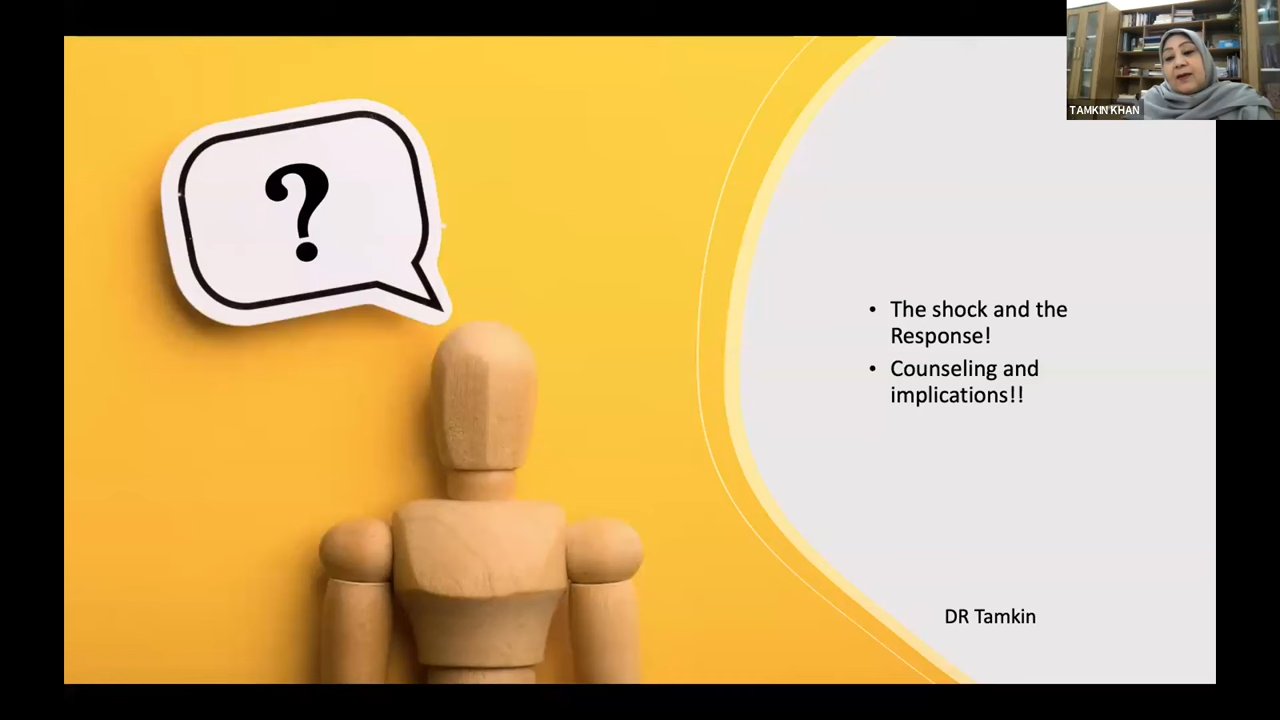 TAMKIN KHAN
?
• The shock and the
Response!
• Counseling and
implications!!
DR Tamkin